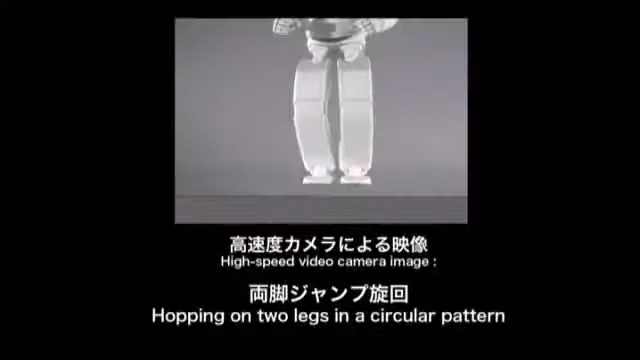 高速度カメラによる映像
High-speed video camera image :
両脚ジャンプ旋回
Hopping on two legs in a circular pattern